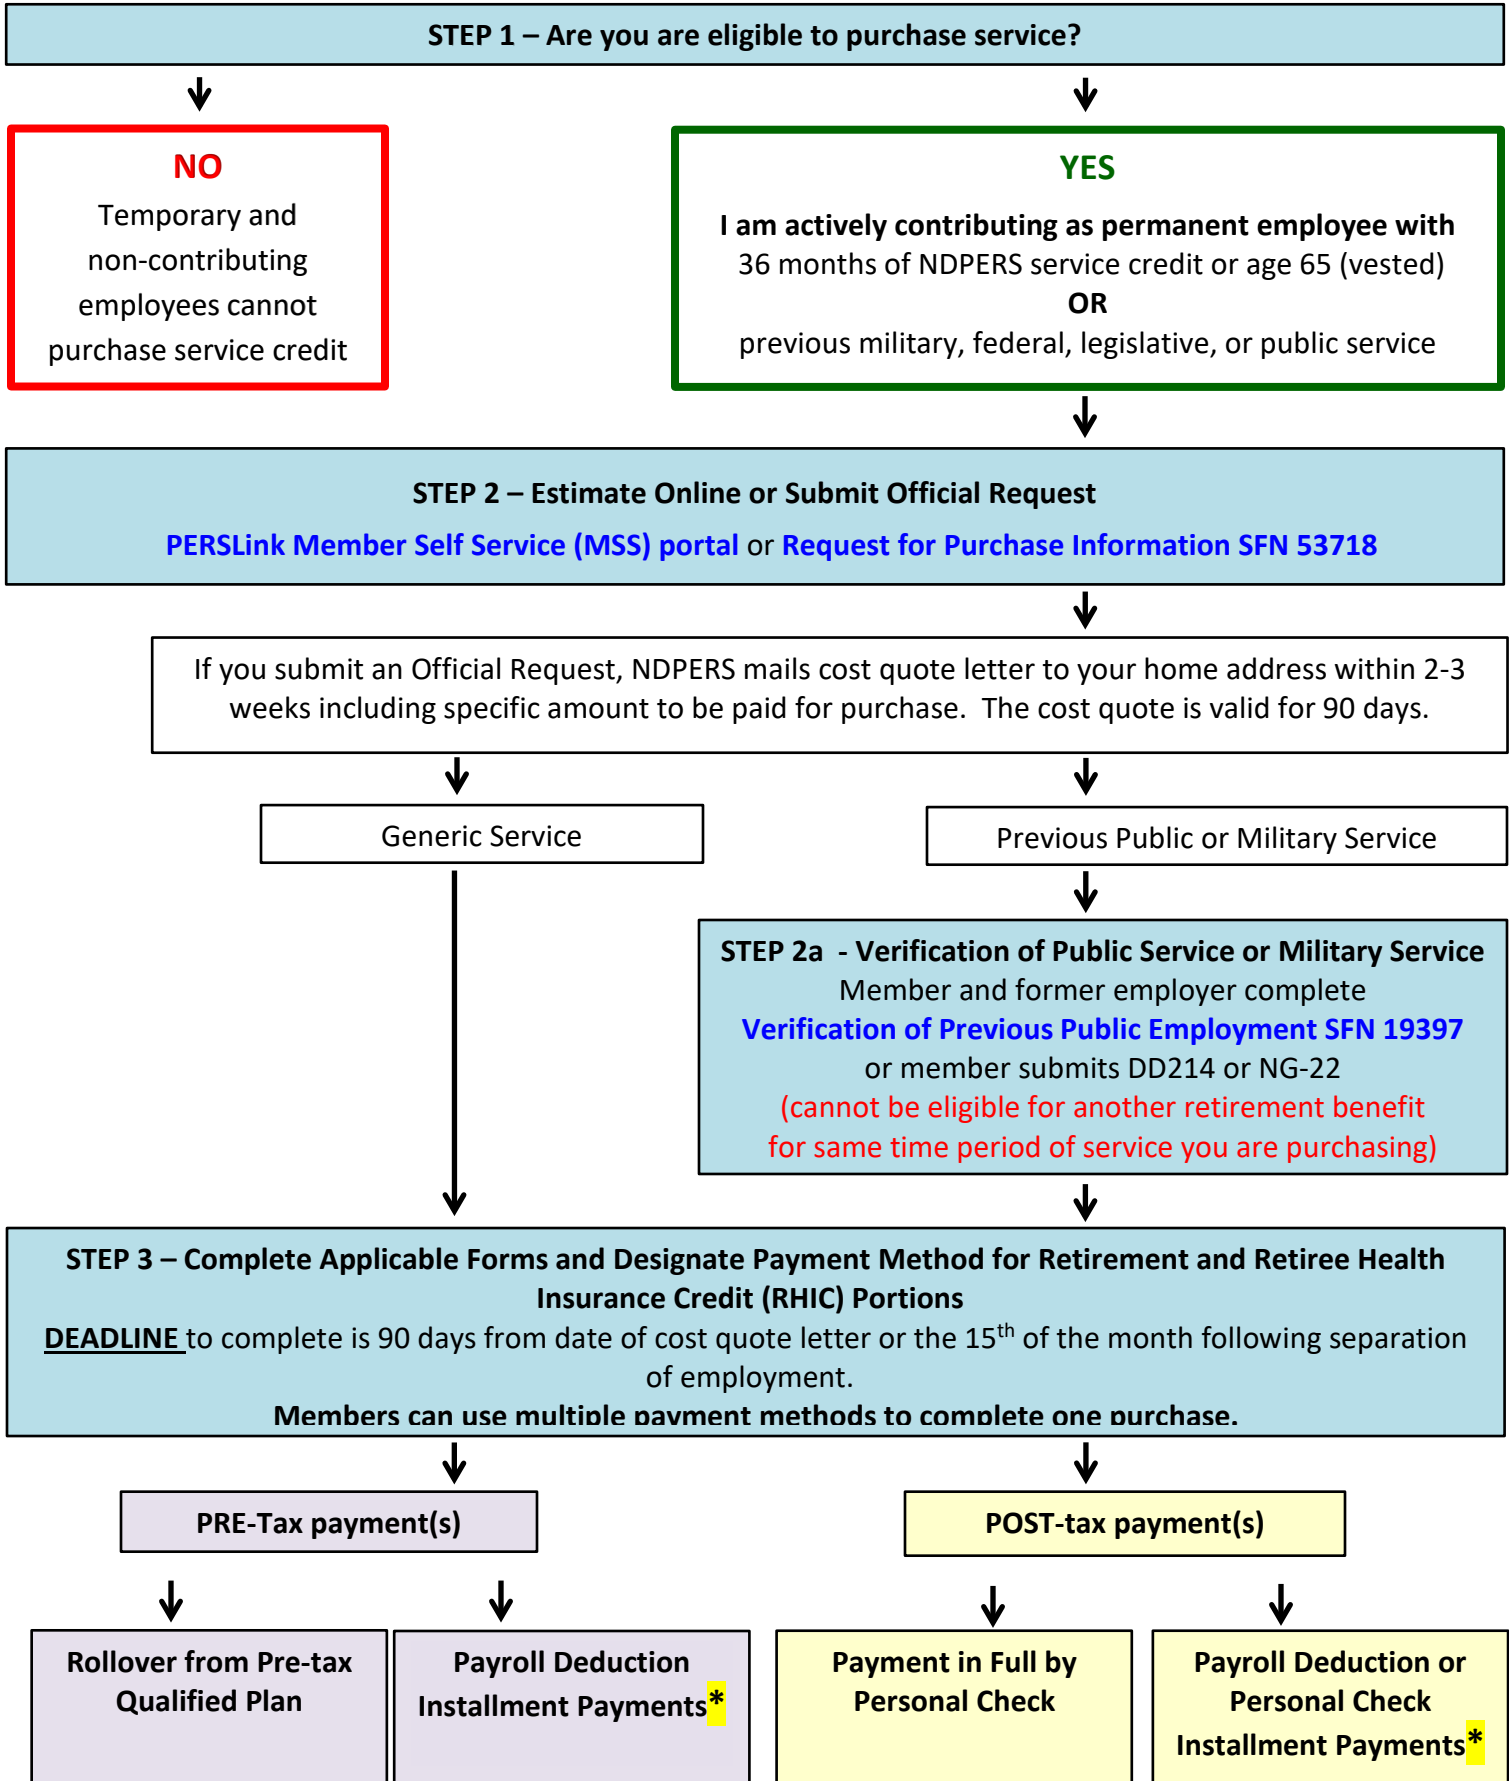 STEP 1 – Are you are eligible to purchase service?
NO
Temporary and
non-contributing
employees cannot
purchase service credit
YES
I am actively contributing as permanent employee with
36 months of NDPERS service credit or age 65 (vested)
OR
previous military, federal, legislative, or public service
STEP 2 – Estimate Online or Submit Official Request
PERSLink Member Self Service (MSS) portal or Request for Purchase Information SFN 53718
If you submit an Official Request, NDPERS mails cost quote letter to your home address within 2-3
weeks including specific amount to be paid for purchase.  The cost quote is valid for 90 days.
Generic Service
Previous Public or Military Service
STEP 2a  - Verification of Public Service or Military Service
Member and former employer complete
Verification of Previous Public Employment SFN 19397
or member submits DD214 or NG-22
(cannot be eligible for another retirement benefit
for same time period of service you are purchasing)
STEP 3 – Complete Applicable Forms and Designate Payment Method for Retirement and Retiree Health
Insurance Credit (RHIC) Portions
DEADLINE to complete is 90 days from date of cost quote letter or the 15th of the month following separation
of employment.
Members can use multiple payment methods to complete one purchase.
PRE-Tax payment(s)
POST-tax payment(s)
Rollover from Pre-tax
Qualified Plan
Payroll Deduction
Installment Payments*
Payment in Full by
Personal Check
Payroll Deduction or
Personal Check
Installment Payments*